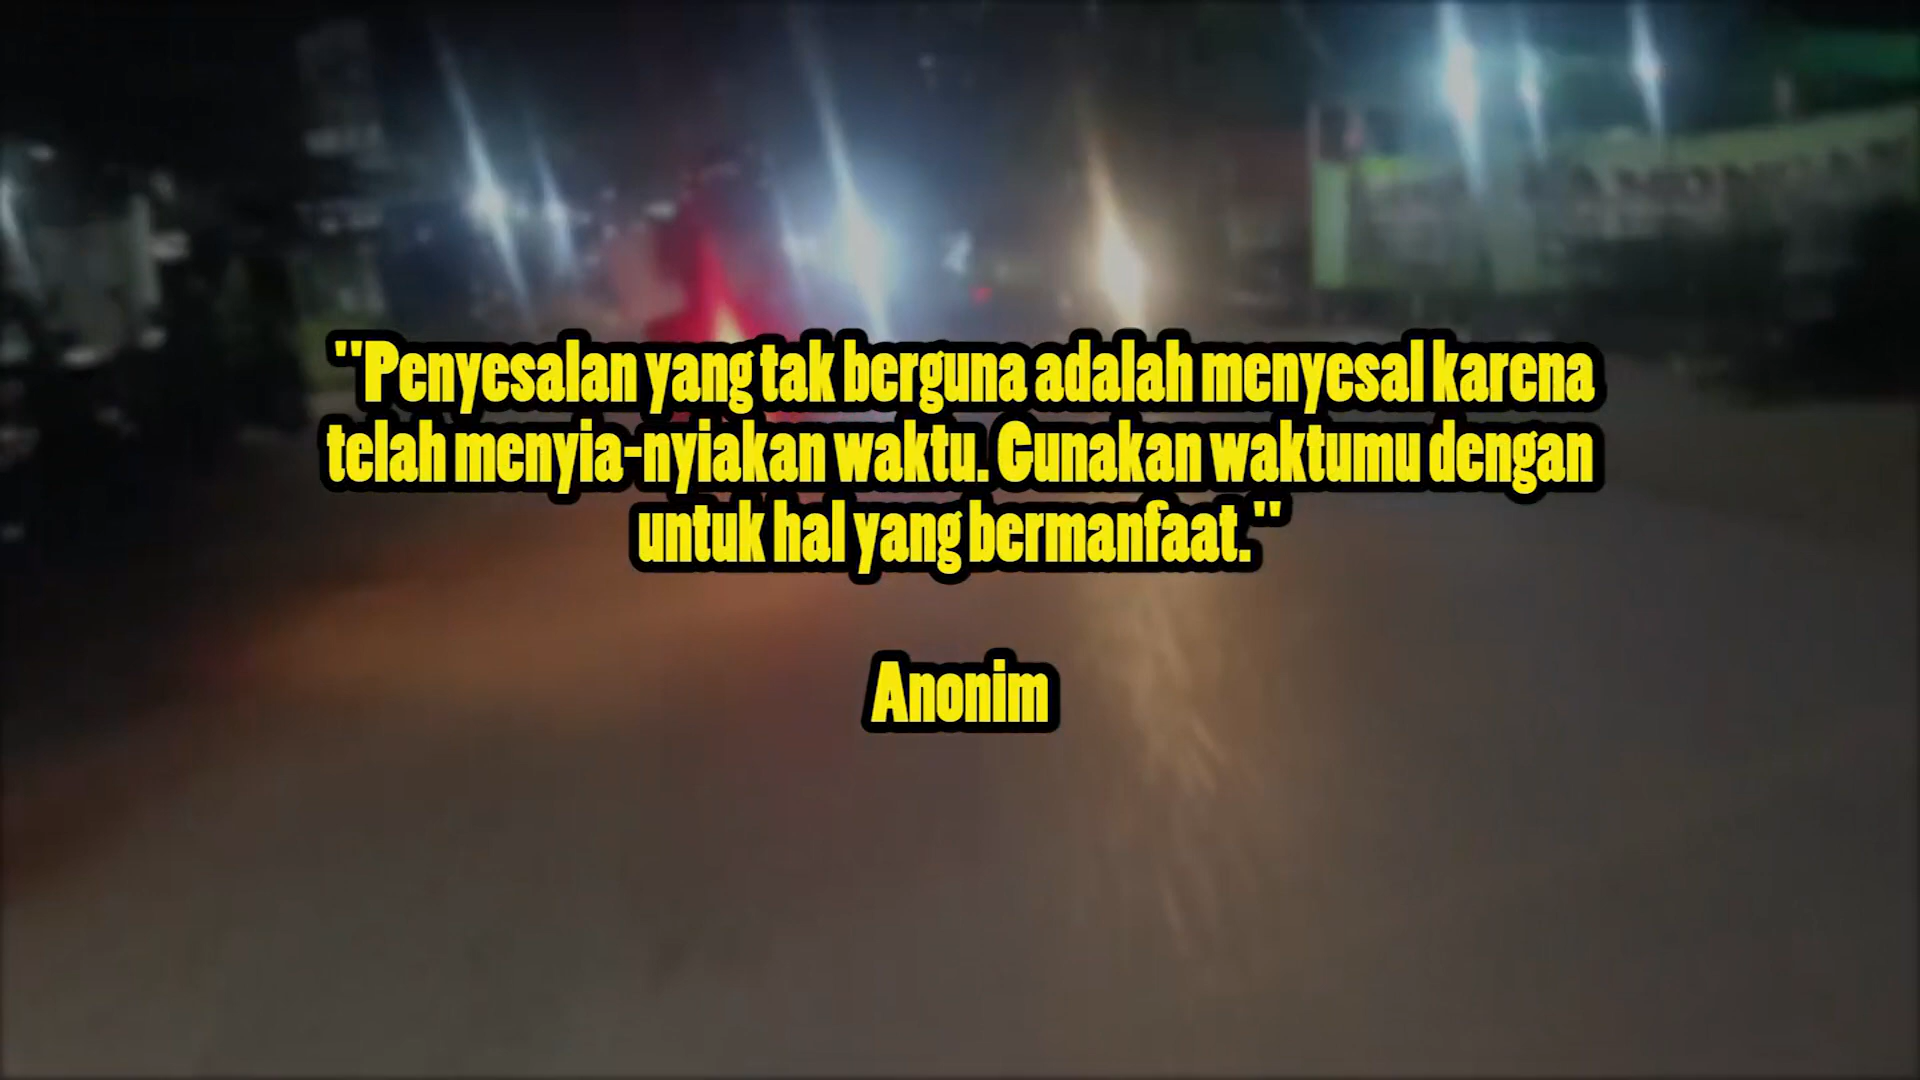 "Penyesalan yang tak berguna adalah menyesal karena
telah menyia-nyiakan waktu. Gunakan waktumu dengan
untuk hal yang bermanfaat."
Anonim